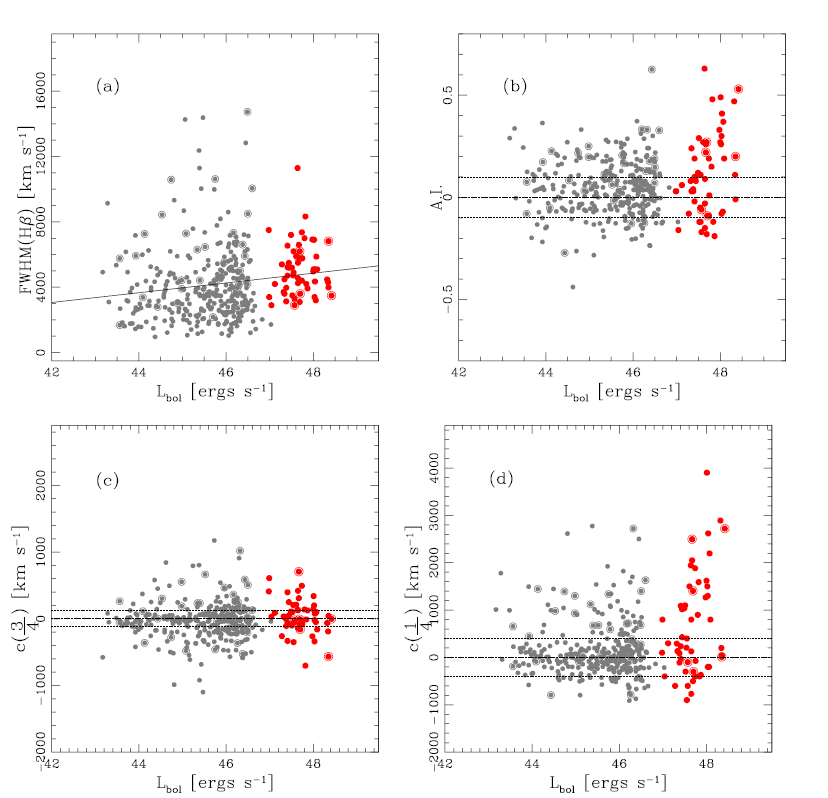 (a)
FWHM(Hβ) [km s⁻¹]
0 4000 8000 12000 16000
42 44 46 48
L_bol [ergs s⁻¹]
(b)
A.I.
−0.5 0 0.5
42 44 46 48
L_bol [ergs s⁻¹]
(c)
c(3/4) [km s⁻¹]
−2000 −1000 0 1000 2000
42 44 46 48
L_bol [ergs s⁻¹]
(d)
c(1/4) [km s⁻¹]
−2000 −1000 0 1000 2000 3000 4000
42 44 46 48
L_bol [ergs s⁻¹]